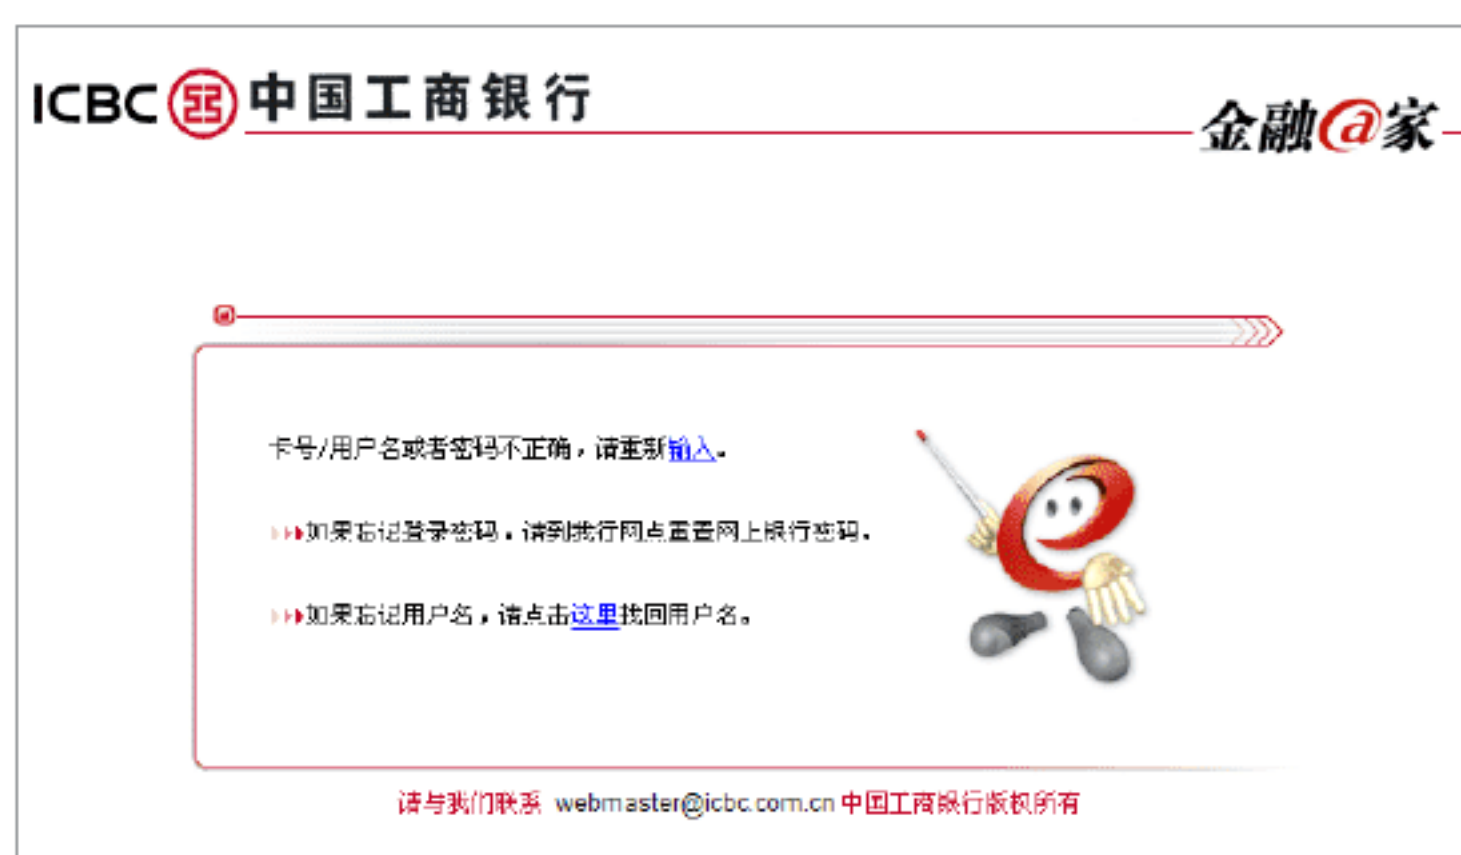 ICBC 中国工商银行
金融@家
卡号/用户名或者密码不正确，请重新输入。
如果忘记登录密码，请到我行网点重置网上银行密码。
如果忘记用户名，请点击这里找回用户名。
请与我们联系 webmaster@icbc.com.cn 中国工商银行版权所有